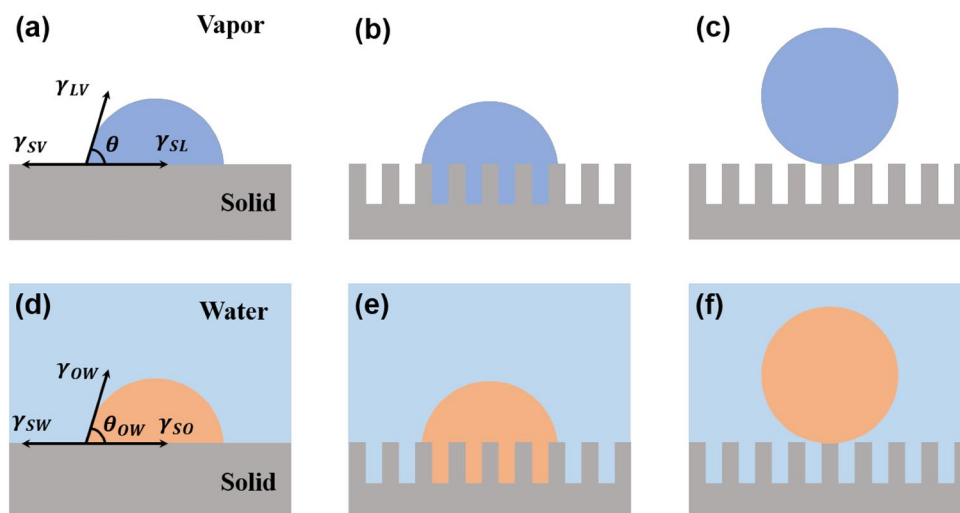 (a)
Vapor
γLV
γSV
θ
γSL
Solid
(b)
(c)
(d)
Water
γOW
γSW
θOW
γSO
Solid
(e)
(f)